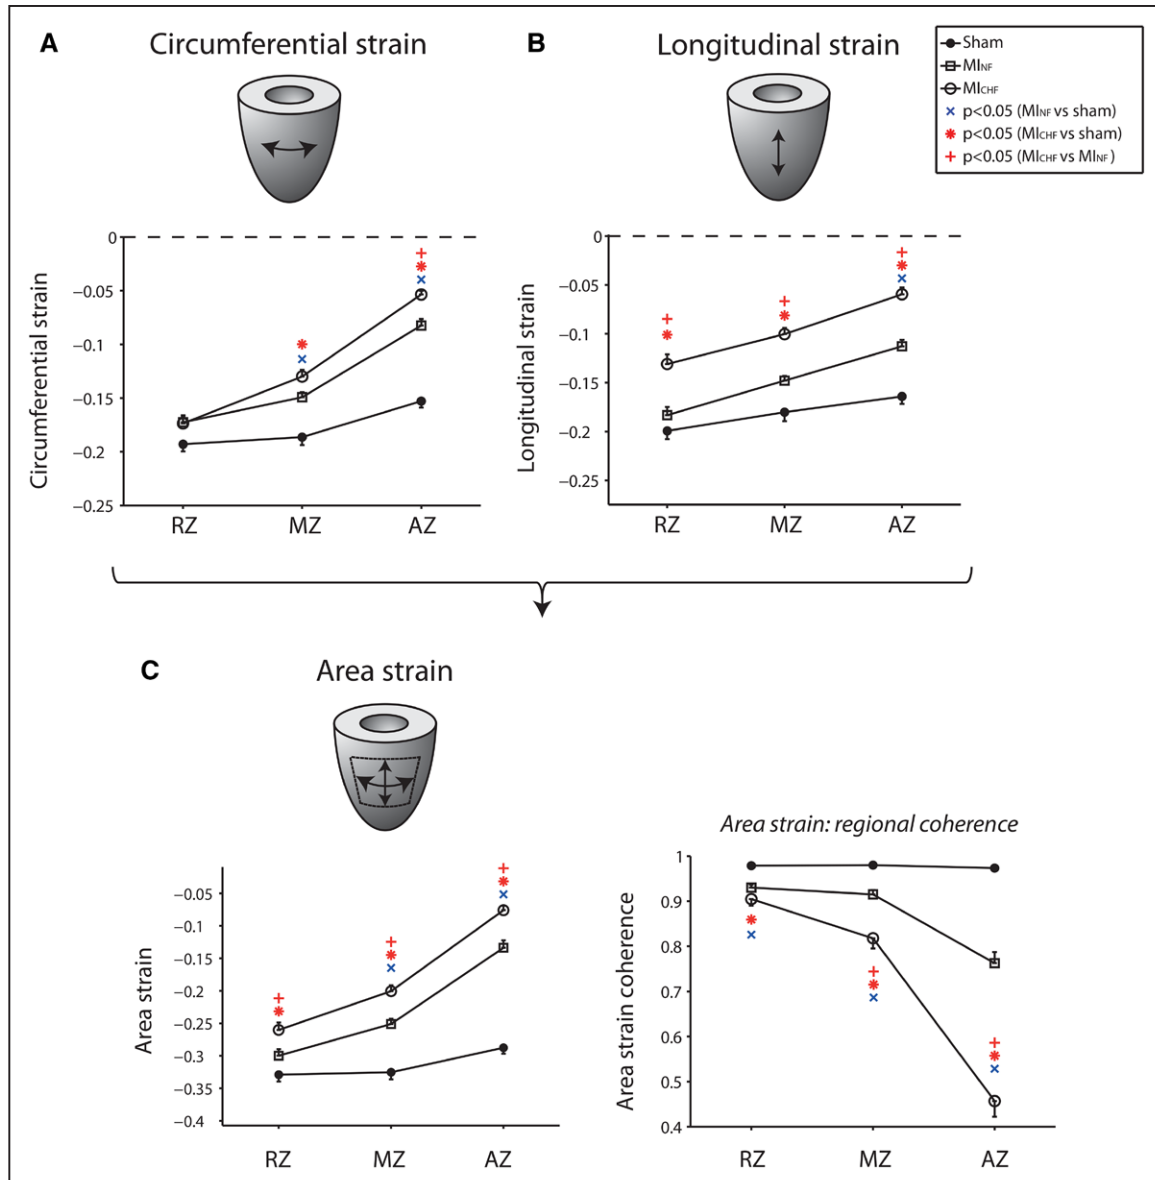 A
Circumferential strain
B
Longitudinal strain
Sham
MINF
MICHF
p<0.05 (MINF vs sham)
p<0.05 (MICHF vs sham)
p<0.05 (MICHF vs MINF)
Circumferential strain
0
−0.05
−0.1
−0.15
−0.2
−0.25
RZ
MZ
AZ
Longitudinal strain
0
−0.05
−0.1
−0.15
−0.2
−0.25
RZ
MZ
AZ
C
Area strain
Area strain
−0.05
−0.1
−0.15
−0.2
−0.25
−0.3
−0.35
−0.4
RZ
MZ
AZ
Area strain: regional coherence
Area strain coherence
1
0.9
0.8
0.7
0.6
0.5
0.4
RZ
MZ
AZ